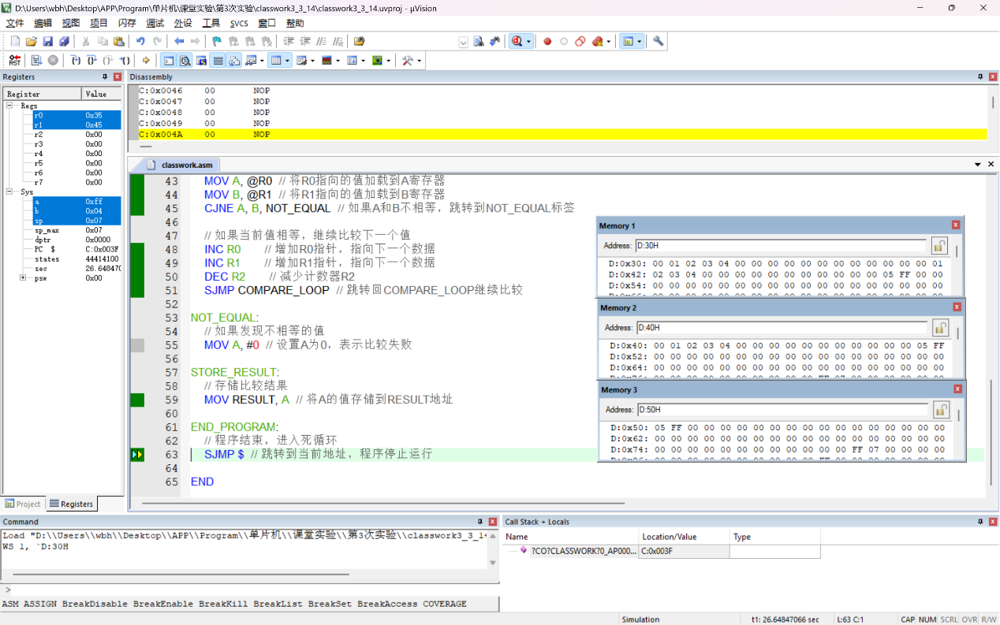 D:\Users\wbh\Desktop\APP\Program\单片机\课堂实验\第3次实验\classwork3_3_14\classwork3_3_14.uvproj - µVision
文件 编辑 视图 项目 闪存 调试 外设 工具 SVCS 窗口 帮助
Registers
Register Value
Regs
r0 0x35
r1 0x45
r2 0x00
r3 0x00
r4 0x00
r5 0x00
r6 0x00
r7 0x00
Sys
a 0xff
b 0x04
sp 0x07
sp_max 0x07
dptr 0x0000
PC $ C:0x003F
states 44414100
sec 26.64847
psw 0x00
Project Registers
Disassembly
C:0x0046 00 NOP
C:0x0047 00 NOP
C:0x0048 00 NOP
C:0x0049 00 NOP
C:0x004A 00 NOP
classwork.asm
43 MOV A, @R0 // 将R0指向的值加载到A寄存器
44 MOV B, @R1 // 将R1指向的值加载到B寄存器
45 CJNE A, B, NOT_EQUAL // 如果A和B不相等，跳转到NOT_EQUAL标签
46
47 // 如果当前值相等，继续比较下一个值
48 INC R0 // 增加R0指针，指向下一个数据
49 INC R1 // 增加R1指针，指向下一个数据
50 DEC R2 // 减少计数器R2
51 SJMP COMPARE_LOOP // 跳转回COMPARE_LOOP继续比较
52
53 NOT_EQUAL:
54 // 如果发现不相等的值
55 MOV A, #0 // 设置A为0，表示比较失败
56
57 STORE_RESULT:
58 // 存储比较结果
59 MOV RESULT, A // 将A的值存储到RESULT地址
60
61 END_PROGRAM:
62 // 程序结束，进入死循环
63 SJMP $ // 跳转到当前地址，程序停止运行
64
65 END
Memory 1
Address: D:30H
D:0x30: 00 01 02 03 04 00 00 00 00 00 00 00 00 00 00 00 00 01
D:0x42: 02 03 04 00 00 00 00 00 00 00 00 00 00 00 05 FF 00 00
D:0x54: 00 00 00 00 00 00 00 00 00 00 00 00 00 00 00 00 00 00
Memory 2
Address: D:40H
D:0x40: 00 01 02 03 04 00 00 00 00 00 00 00 00 00 00 00 05 FF
D:0x52: 00 00 00 00 00 00 00 00 00 00 00 00 00 00 00 00 00 00
D:0x64: 00 00 00 00 00 00 00 00 00 00 00 00 00 00 00 00 00 00
Memory 3
Address: D:50H
D:0x50: 05 FF 00 00 00 00 00 00 00 00 00 00 00 00 00 00 00 00
D:0x62: 00 00 00 00 00 00 00 00 00 00 00 00 00 00 00 00 00 00
D:0x74: 00 00 00 00 00 00 00 00 00 00 00 00 FF 07 00 00 00 00
Command
Load "D:\\Users\\wbh\\Desktop\\APP\\Program\\单片机\\课堂实验\\第3次实验\\classwork3_3_14
WS 1, `D:30H
>
ASM ASSIGN BreakDisable BreakEnable BreakKill BreakList BreakSet BreakAccess COVERAGE
Call Stack + Locals
Name Location/Value Type
?CO?CLASSWORK?0_AP000... C:0x003F
Simulation t1: 26.64847066 sec L:63 C:1 CAP NUM SCRL OVR R/W